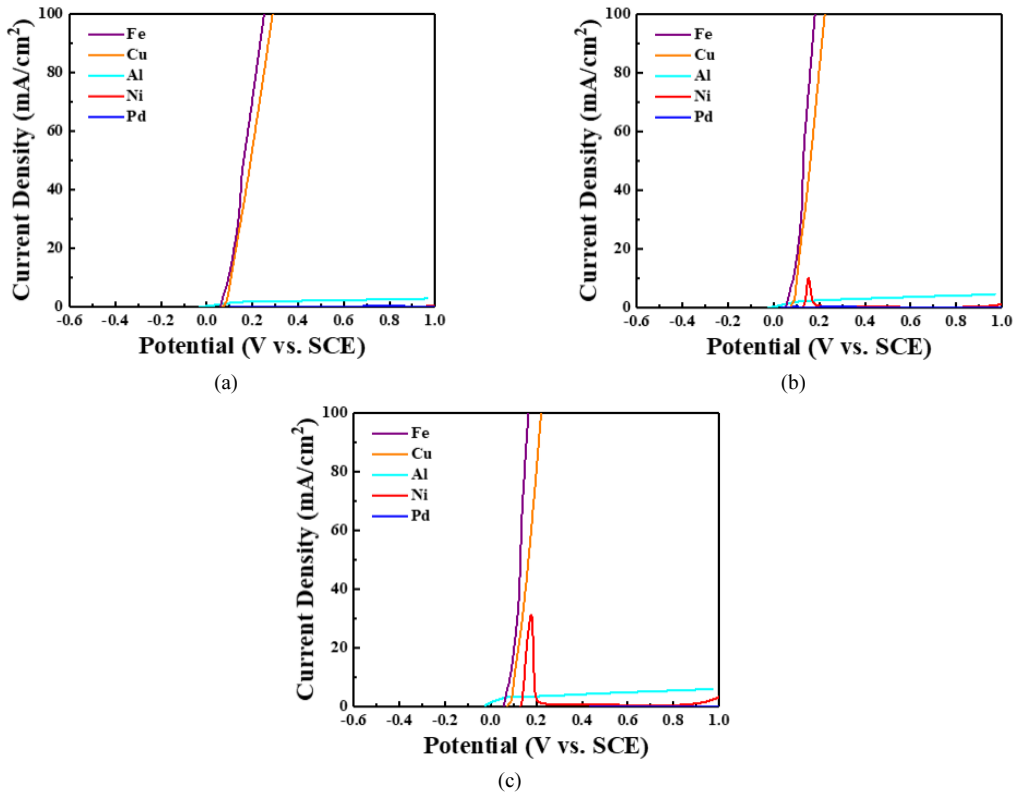 100
80
60
40
20
0
Current Density (mA/cm²)
Fe
Cu
Al
Ni
Pd
-0.6 -0.4 -0.2 0.0 0.2 0.4 0.6 0.8 1.0
Potential (V vs. SCE)
(a)
100
80
60
40
20
0
Current Density (mA/cm²)
Fe
Cu
Al
Ni
Pd
-0.6 -0.4 -0.2 0.0 0.2 0.4 0.6 0.8 1.0
Potential (V vs. SCE)
(b)
100
80
60
40
20
0
Current Density (mA/cm²)
Fe
Cu
Al
Ni
Pd
-0.6 -0.4 -0.2 0.0 0.2 0.4 0.6 0.8 1.0
Potential (V vs. SCE)
(c)